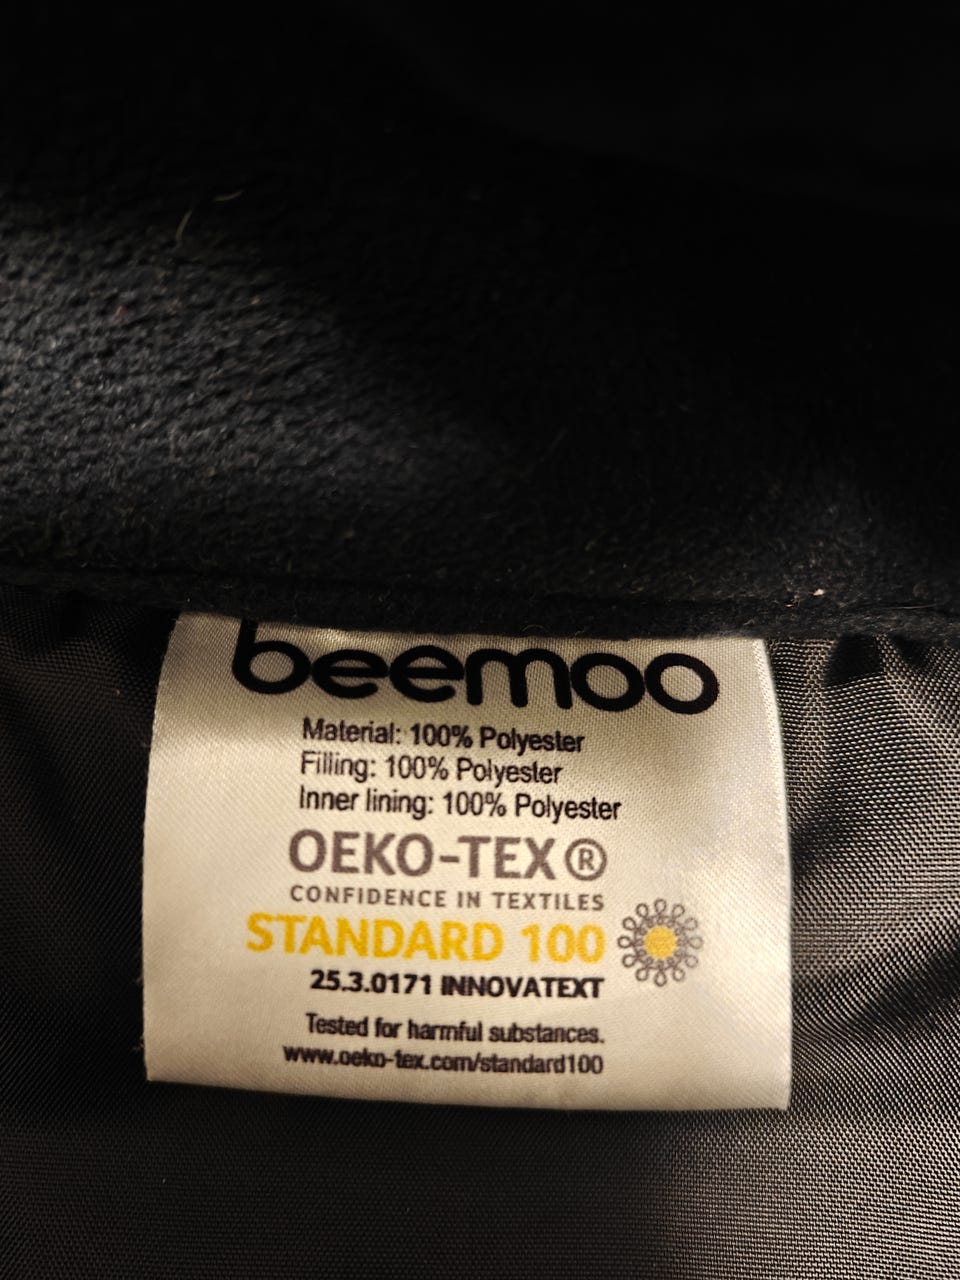 beemoo
Material: 100% Polyester
Filling: 100% Polyester
Inner lining: 100% Polyester
OEKO-TEX®
CONFIDENCE IN TEXTILES
STANDARD 100
25.3.0171 INNOVATEXT
Tested for harmful substances.
www.oeko-tex.com/standard100